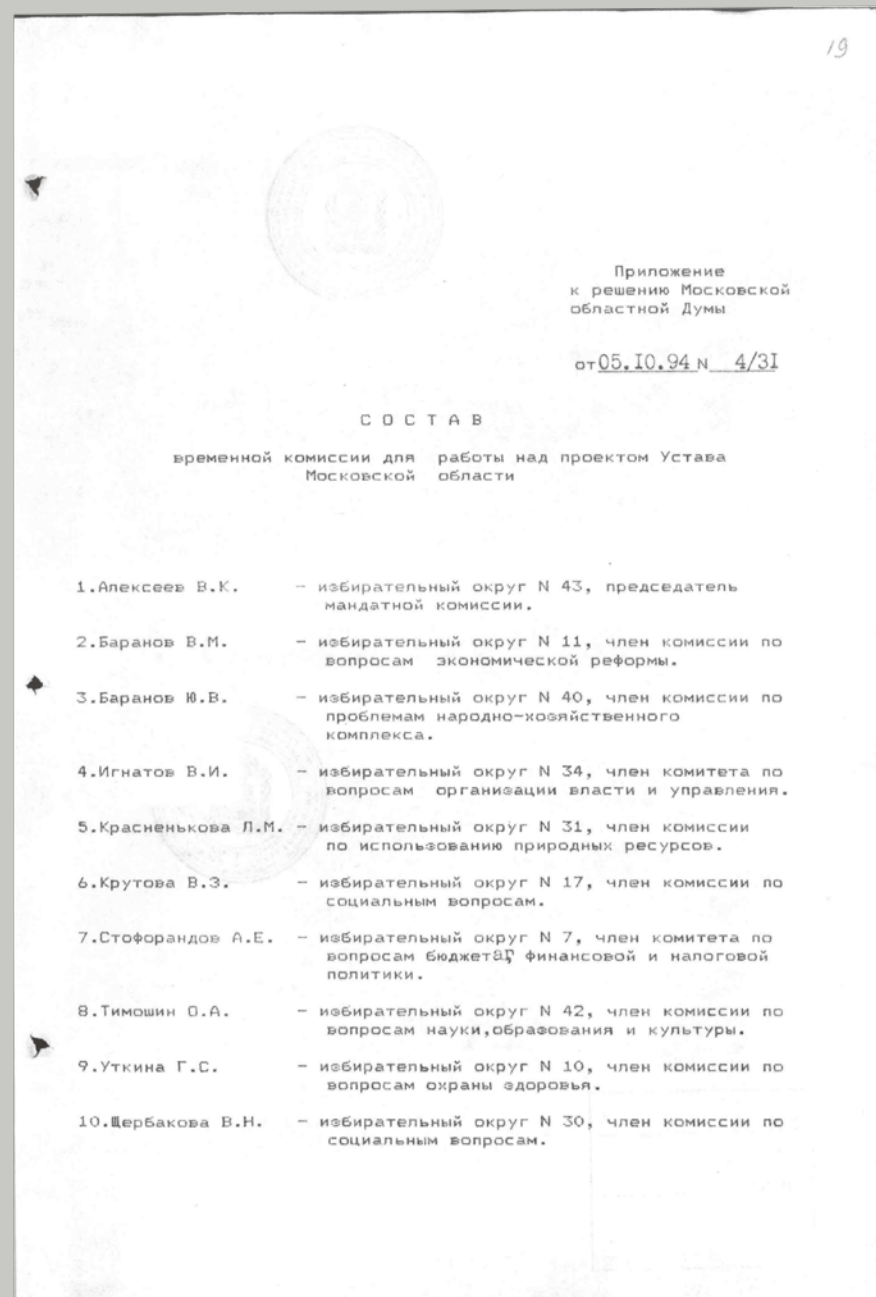 19
Приложение
к решению Московской
областной Думы
от 05.I0.94 N 4/3I
С О С Т А В
временной комиссии для работы над проектом Устава
Московской области
1.Алексеев В.К. - избирательный округ N 43, председатель
мандатной комиссии.
2.Баранов В.М. - избирательный округ N 11, член комиссии по
вопросам экономической реформы.
3.Баранов Ю.В. - избирательный округ N 40, член комиссии по
проблемам народно-хозяйственного
комплекса.
4.Игнатов В.И. - избирательный округ N 34, член комитета по
вопросам организации власти и управления.
5.Красненькова Л.М. - избирательный округ N 31, член комиссии
по использованию природных ресурсов.
6.Крутова В.З. - избирательный округ N 17, член комиссии по
социальным вопросам.
7.Стофорандов А.Е. - избирательный округ N 7, член комитета по
вопросам бюджета, финансовой и налоговой
политики.
8.Тимошин О.А. - избирательный округ N 42, член комиссии по
вопросам науки,образования и культуры.
9.Уткина Г.С. - избирательный округ N 10, член комиссии по
вопросам охраны здоровья.
10.Щербакова В.Н. - избирательный округ N 30, член комиссии по
социальным вопросам.